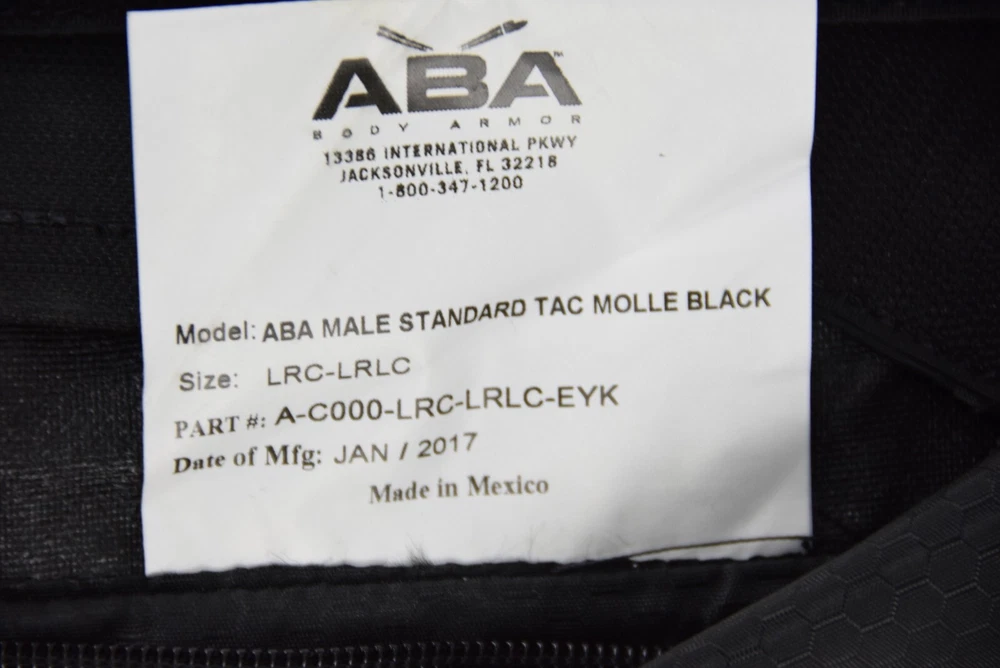 ABA™
BODY ARMOR
13386 INTERNATIONAL PKWY
JACKSONVILLE, FL 32218
1-800-347-1200
Model: ABA MALE STANDARD TAC MOLLE BLACK
Size: LRC-LRLC
PART #: A-C000-LRC-LRLC-EYK
Date of Mfg: JAN / 2017
Made in Mexico